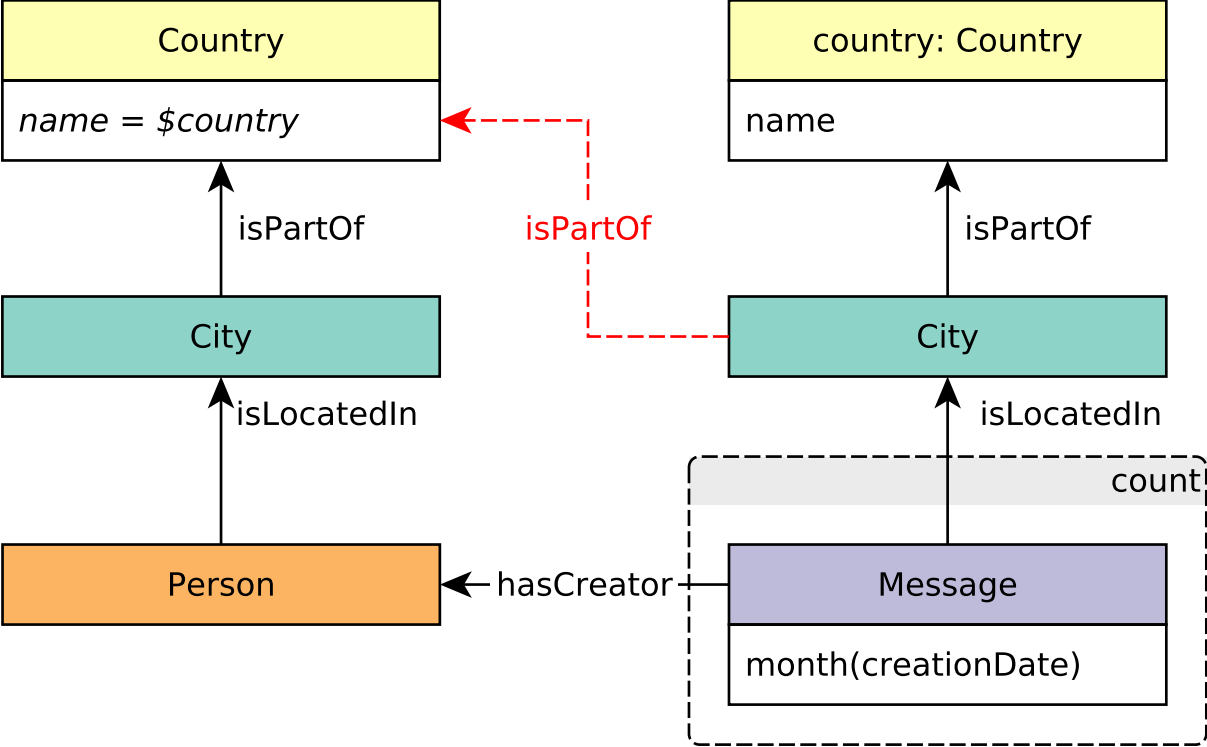 Country
country: Country
name = $country
name
isPartOf
isPartOf
isPartOf
City
City
isLocatedIn
isLocatedIn
count
Person
hasCreator
Message
month(creationDate)